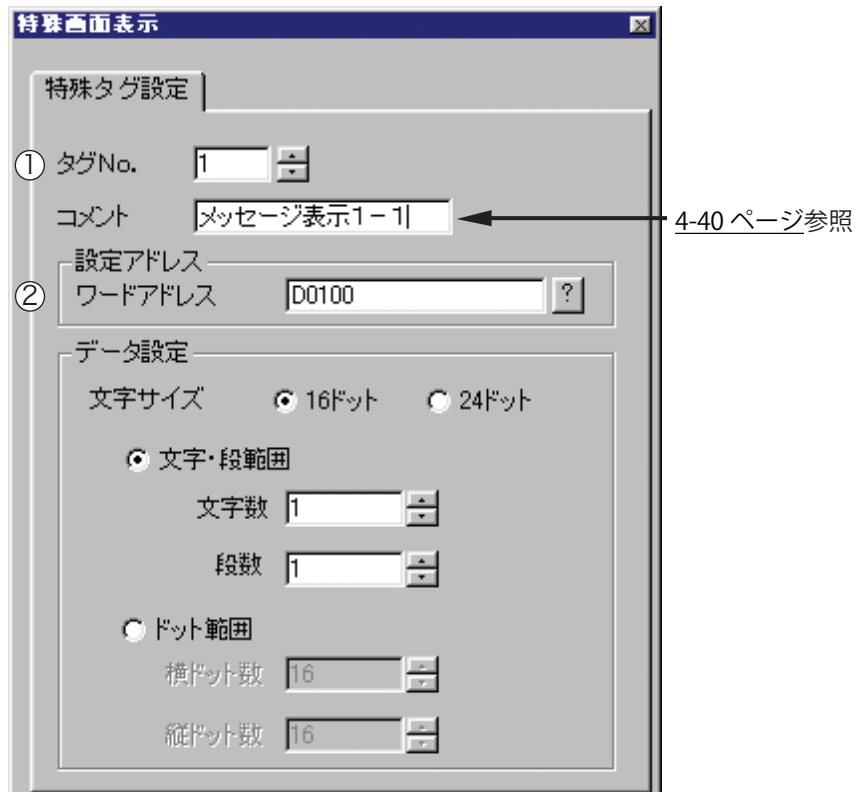 特殊画面表示
特殊タグ設定
① タグNo. 1
コメント メッセージ表示1-1 4-40 ページ参照
設定アドレス
② ワードアドレス D0100 ?
データ設定
文字サイズ 16ドット 24ドット
文字・段範囲
文字数 1
段数 1
ドット範囲
横ドット数 16
縦ドット数 16